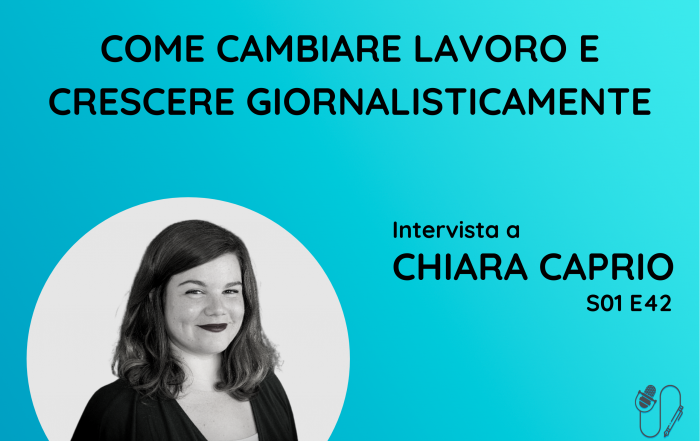 COME CAMBIARE LAVORO E
CRESCERE GIORNALISTICAMENTE
Intervista a
CHIARA CAPRIO
S01 E42